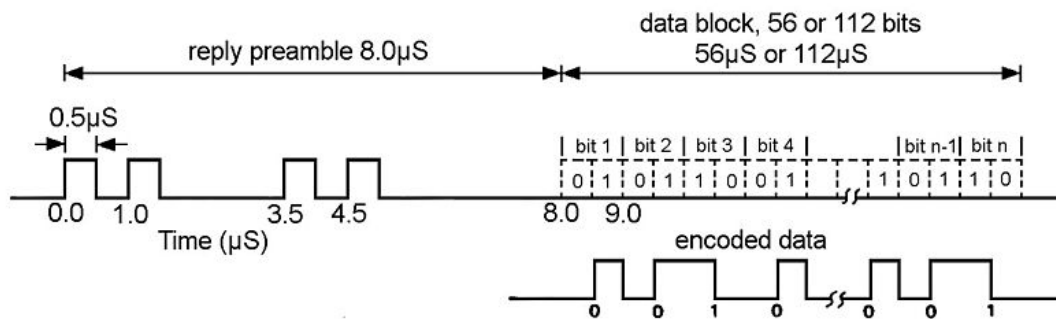 data block, 56 or 112 bits
reply preamble 8.0µS
56µS or 112µS
0.5µS
bit 1 bit 2 bit 3 bit 4 bit n-1 bit n
0 1 0 1 1 0 0 1 1 0 1 1 0
0.0 1.0 3.5 4.5 8.0 9.0
Time (µS)
encoded data
0 0 1 0 0 0 1